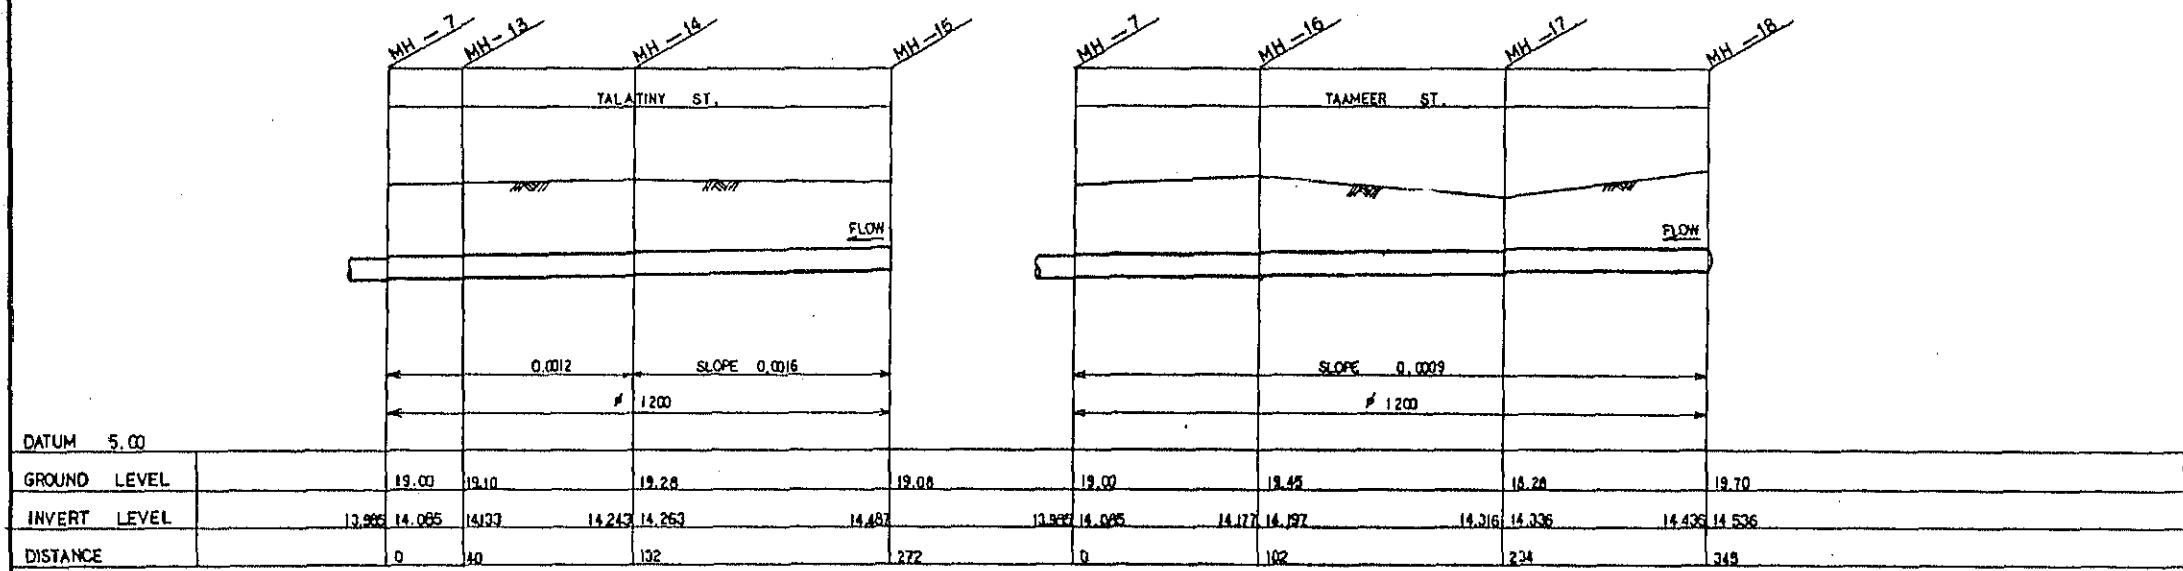 MH-7 MH-13 MH-14 MH-15 MH-7 MH-16 MH-17 MH-18
TALATINY ST. TAAMEER ST.
FLOW FLOW
0.0012 SLOPE 0.0016 SLOPE 0.0009
ø 1200 ø 1200
DATUM 5.00
GROUND LEVEL 19.00 19.10 19.28 19.08 19.00 19.45 18.28 19.70
INVERT LEVEL 13.985 14.085 14.133 14.243 14.263 14.487 13.985 14.085 14.177 14.197 14.316 14.336 14.436 14.536
DISTANCE 0 40 132 272 0 102 234 345